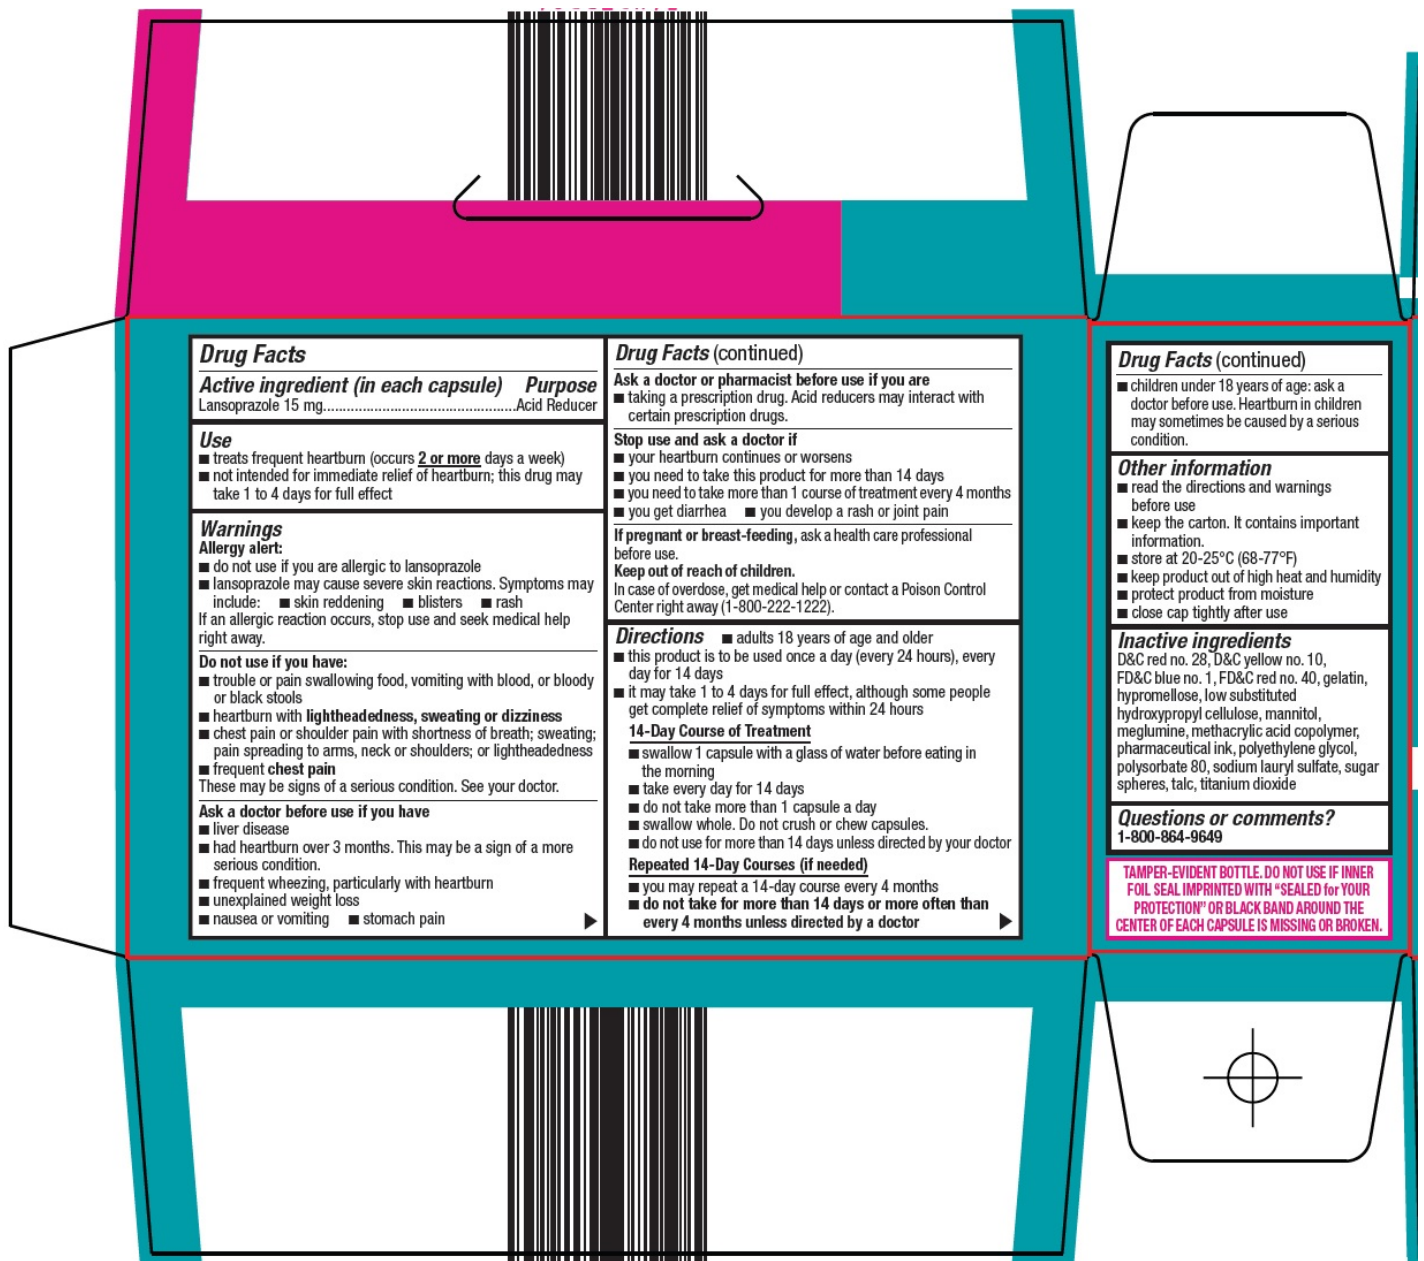 Drug Facts
Active ingredient (in each capsule) Purpose
Lansoprazole 15 mg..................................................Acid Reducer
Use
■ treats frequent heartburn (occurs 2 or more days a week)
■ not intended for immediate relief of heartburn; this drug may
take 1 to 4 days for full effect
Warnings
Allergy alert:
■ do not use if you are allergic to lansoprazole
■ lansoprazole may cause severe skin reactions. Symptoms may
include: ■ skin reddening ■ blisters ■ rash
If an allergic reaction occurs, stop use and seek medical help
right away.
Do not use if you have:
■ trouble or pain swallowing food, vomiting with blood, or bloody
or black stools
■ heartburn with lightheadedness, sweating or dizziness
■ chest pain or shoulder pain with shortness of breath; sweating;
pain spreading to arms, neck or shoulders; or lightheadedness
■ frequent chest pain
These may be signs of a serious condition. See your doctor.
Ask a doctor before use if you have
■ liver disease
■ had heartburn over 3 months. This may be a sign of a more
serious condition.
■ frequent wheezing, particularly with heartburn
■ unexplained weight loss
■ nausea or vomiting ■ stomach pain
Drug Facts (continued)
Ask a doctor or pharmacist before use if you are
■ taking a prescription drug. Acid reducers may interact with
certain prescription drugs.
Stop use and ask a doctor if
■ your heartburn continues or worsens
■ you need to take this product for more than 14 days
■ you need to take more than 1 course of treatment every 4 months
■ you get diarrhea ■ you develop a rash or joint pain
If pregnant or breast-feeding, ask a health care professional
before use.
Keep out of reach of children.
In case of overdose, get medical help or contact a Poison Control
Center right away (1-800-222-1222).
Directions ■ adults 18 years of age and older
■ this product is to be used once a day (every 24 hours), every
day for 14 days
■ it may take 1 to 4 days for full effect, although some people
get complete relief of symptoms within 24 hours
14-Day Course of Treatment
■ swallow 1 capsule with a glass of water before eating in
the morning
■ take every day for 14 days
■ do not take more than 1 capsule a day
■ swallow whole. Do not crush or chew capsules.
■ do not use for more than 14 days unless directed by your doctor
Repeated 14-Day Courses (if needed)
■ you may repeat a 14-day course every 4 months
■ do not take for more than 14 days or more often than
every 4 months unless directed by a doctor
Drug Facts (continued)
■ children under 18 years of age: ask a
doctor before use. Heartburn in children
may sometimes be caused by a serious
condition.
Other information
■ read the directions and warnings
before use
■ keep the carton. It contains important
information.
■ store at 20-25°C (68-77°F)
■ keep product out of high heat and humidity
■ protect product from moisture
■ close cap tightly after use
Inactive ingredients
D&C red no. 28, D&C yellow no. 10,
FD&C blue no. 1, FD&C red no. 40, gelatin,
hypromellose, low substituted
hydroxypropyl cellulose, mannitol,
meglumine, methacrylic acid copolymer,
pharmaceutical ink, polyethylene glycol,
polysorbate 80, sodium lauryl sulfate, sugar
spheres, talc, titanium dioxide
Questions or comments?
1-800-864-9649
TAMPER-EVIDENT BOTTLE. DO NOT USE IF INNER
FOIL SEAL IMPRINTED WITH “SEALED for YOUR
PROTECTION” OR BLACK BAND AROUND THE
CENTER OF EACH CAPSULE IS MISSING OR BROKEN.